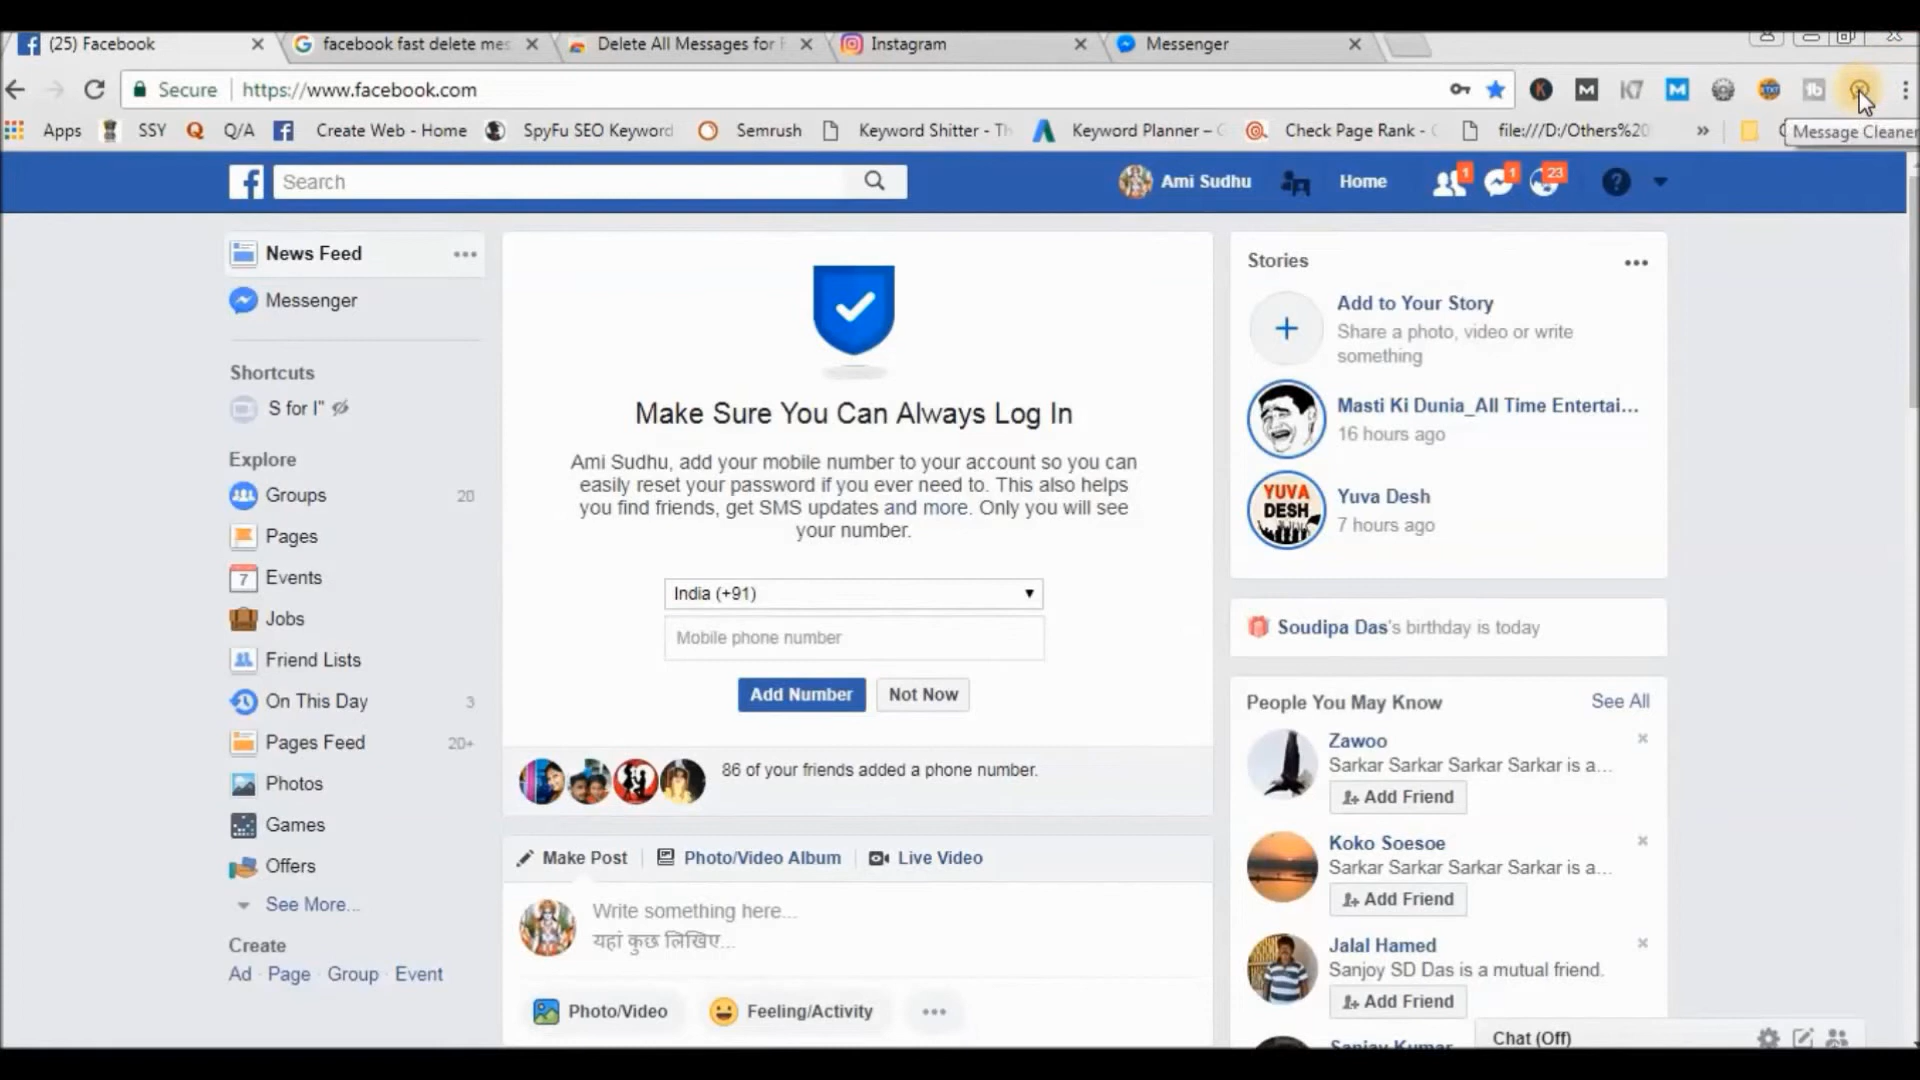 (25) Facebook
facebook fast delete mes
Delete All Messages for F
Instagram
Messenger
Secure
https://www.facebook.com
Apps
SSY
Q/A
Create Web - Home
SpyFu SEO Keyword
Semrush
Keyword Shitter - Th
Keyword Planner – G
Check Page Rank -
file:///D:/Others%20
»
Message Cleaner
Search
Ami Sudhu
Home
1
1
23
News Feed
Messenger
Shortcuts
S for I"
Explore
Groups 20
Pages
7 Events
Jobs
Friend Lists
On This Day 3
Pages Feed 20+
Photos
Games
Offers
See More...
Create
Ad · Page · Group · Event
Make Sure You Can Always Log In
Ami Sudhu, add your mobile number to your account so you can
easily reset your password if you ever need to. This also helps
you find friends, get SMS updates and more. Only you will see
your number.
India (+91)
Mobile phone number
Add Number
Not Now
86 of your friends added a phone number.
Make Post
Photo/Video Album
Live Video
Write something here...
यहां कुछ लिखिए...
Photo/Video
Feeling/Activity
Stories
Add to Your Story
Share a photo, video or write
something
Masti Ki Dunia_All Time Entertai...
16 hours ago
YUVA
DESH
Yuva Desh
7 hours ago
Soudipa Das's birthday is today
People You May Know
See All
Zawoo
Sarkar Sarkar Sarkar Sarkar is a...
Add Friend
Koko Soesoe
Sarkar Sarkar Sarkar Sarkar is a...
Add Friend
Jalal Hamed
Sanjoy SD Das is a mutual friend.
Add Friend
Sanjay Kumar
Chat (Off)